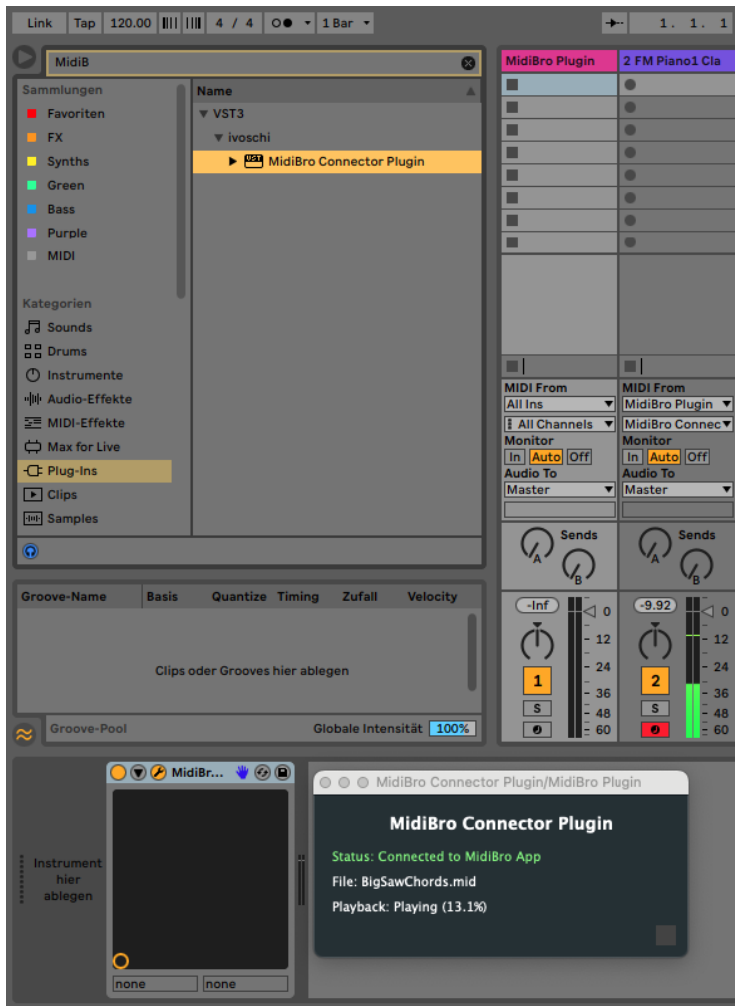 Link Tap 120.00 4 / 4 1 Bar 1. 1. 1
MidiB
Sammlungen
Favoriten
FX
Synths
Green
Bass
Purple
MIDI
Kategorien
Sounds
Drums
Instrumente
Audio-Effekte
MIDI-Effekte
Max for Live
Plug-Ins
Clips
Samples
Name
VST3
ivoschi
VST MidiBro Connector Plugin
Groove-Name Basis Quantize Timing Zufall Velocity
Clips oder Grooves hier ablegen
Groove-Pool Globale Intensität 100%
MidiBro Plugin
MIDI From
All Ins
All Channels
Monitor
In Auto Off
Audio To
Master
Sends
A
B
-Inf
0
12
24
36
48
60
1
S
2 FM Piano1 Cla
MIDI From
MidiBro Plugin
MidiBro Connec
Monitor
In Auto Off
Audio To
Master
Sends
A
B
-9.92
0
12
24
36
48
60
2
S
Instrument
hier
ablegen
MidiBr...
none none
MidiBro Connector Plugin/MidiBro Plugin
MidiBro Connector Plugin
Status: Connected to MidiBro App
File: BigSawChords.mid
Playback: Playing (13.1%)